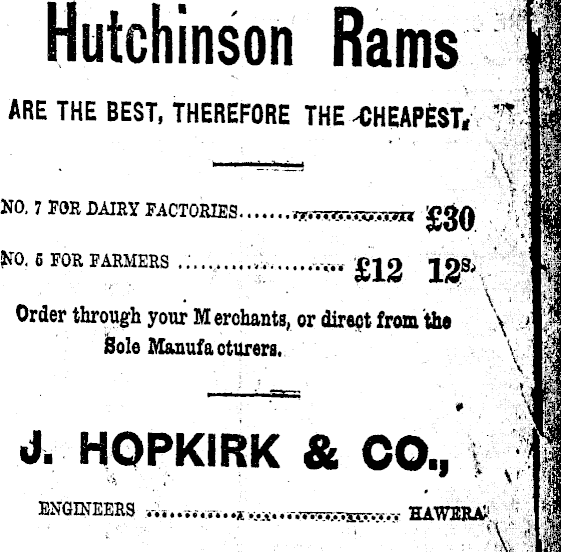 Hutchinson Rams
ARE THE BEST, THEREFORE THE CHEAPEST.
NO. 7 FOR DAIRY FACTORIES....... £30
NO. 5 FOR FARMERS ................... £12 12s.
Order through your Merchants, or direct from the
Sole Manufacturers.
J. HOPKIRK & CO.,
ENGINEERS ........................... HAWERA